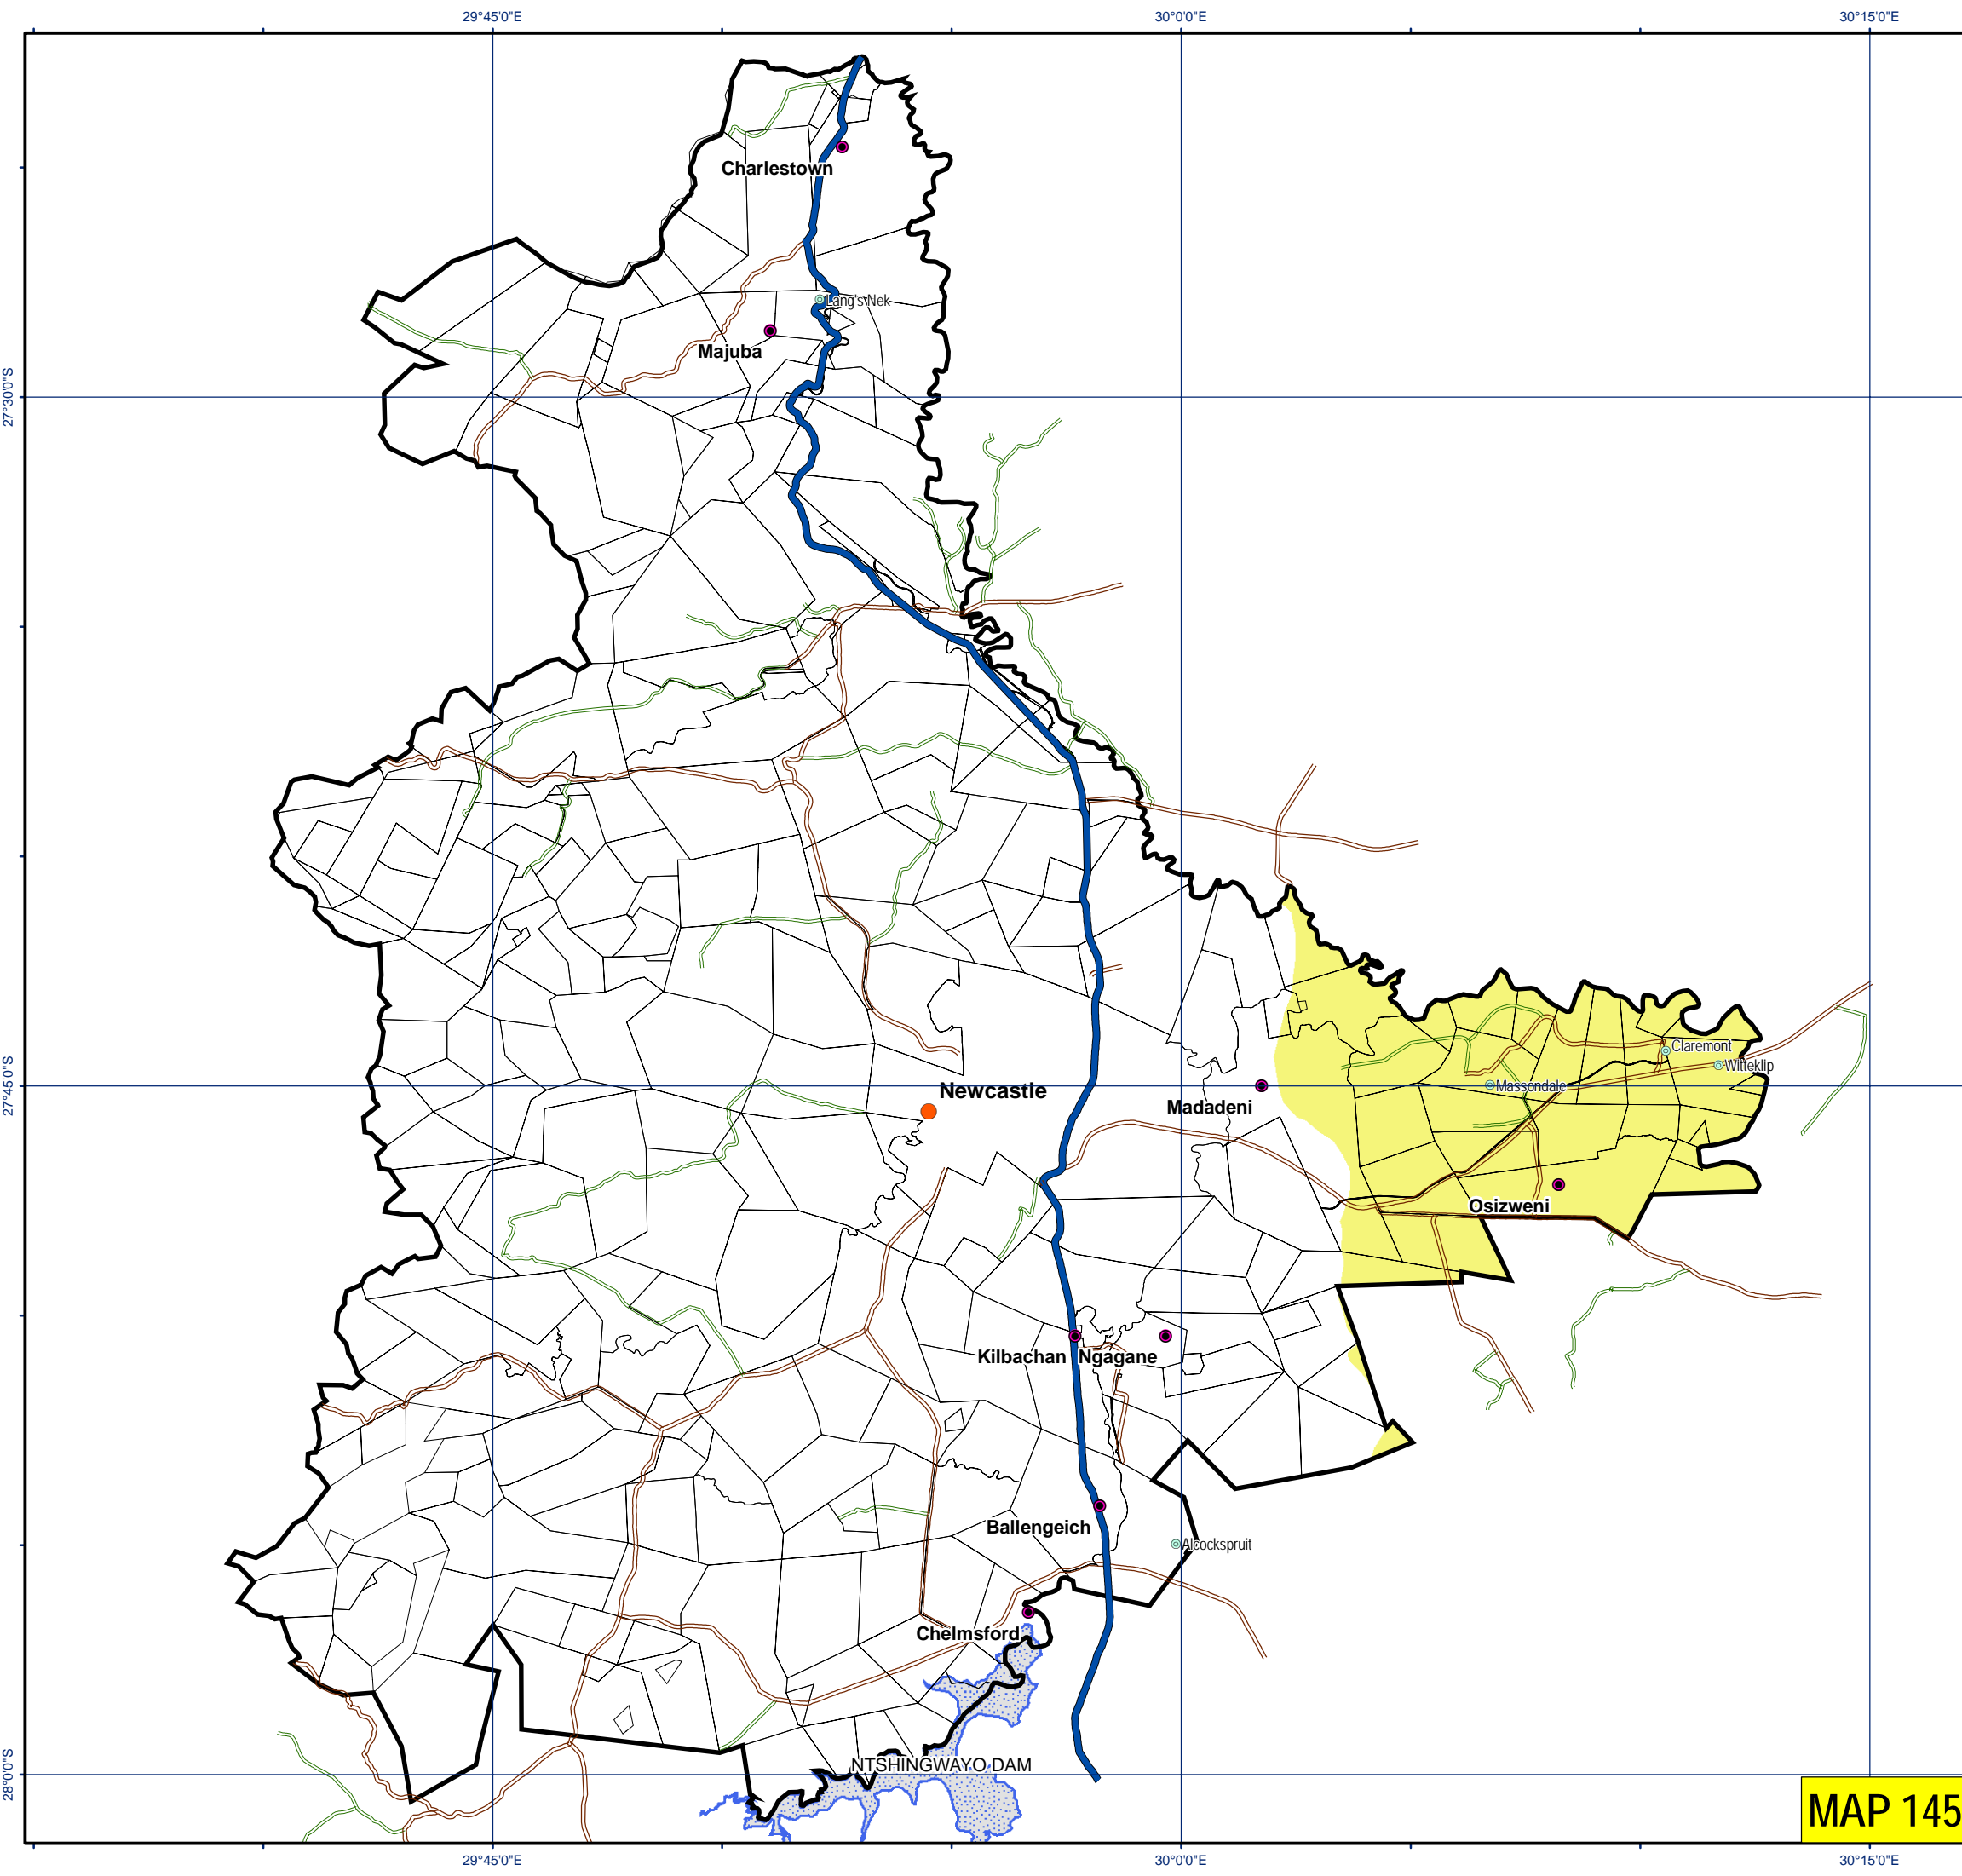 29°45'0"E 30°0'0"E 30°15'0"E
Charlestown
Lang's Nek
Majuba
27°30'0"S
Claremont
Witteklip
27°45'0"S
Massondale
Newcastle
Madadeni
Osizweni
Kilbachan Ngagane
Ballengeich
Alcockspruit
Chelmsford
NTSHINGWAYO DAM
28°0'0"S
MAP 145
29°45'0"E 30°0'0"E 30°15'0"E